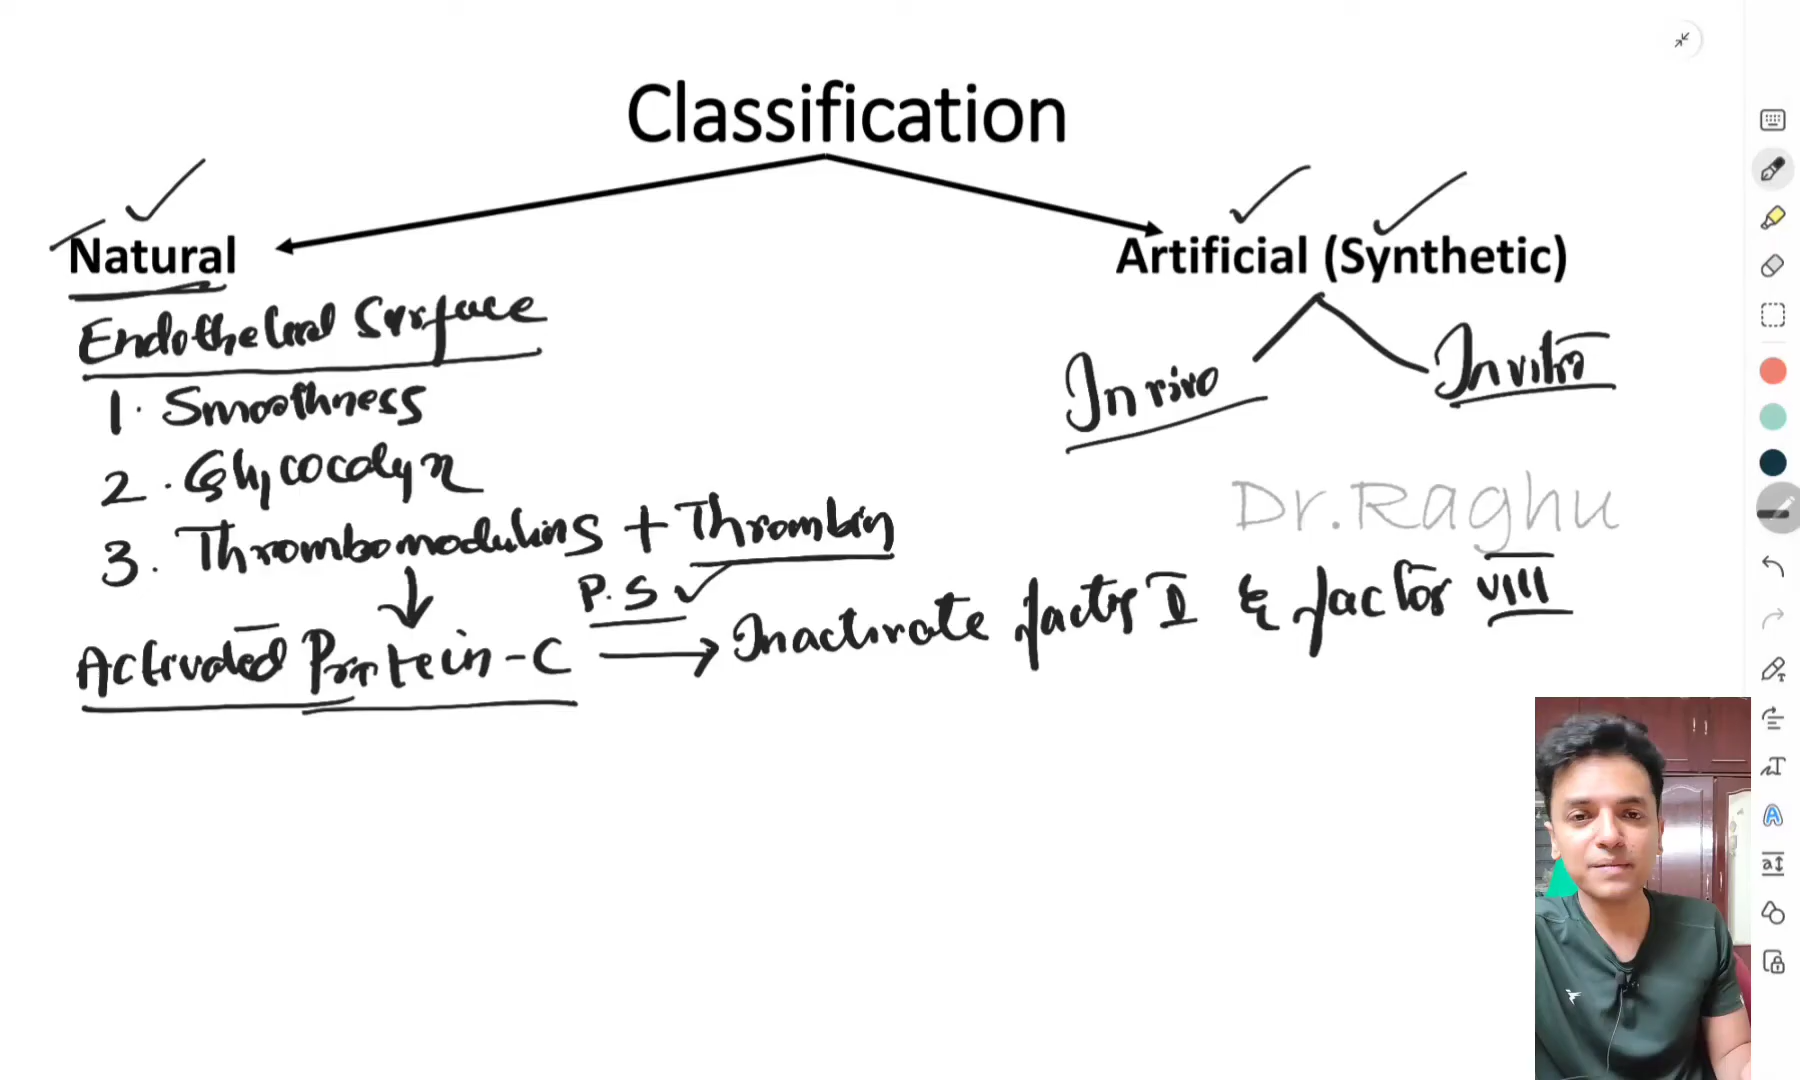 Classification
Natural
Artificial (Synthetic)
Endothelial Surface
In vivo
In vitro
1. Smoothness
2. Glycocalyx
3. Thrombomodulins + Thrombin
Dr.Raghu
P.S
Activated Protein-C → Inactivate factor V & factor VIII